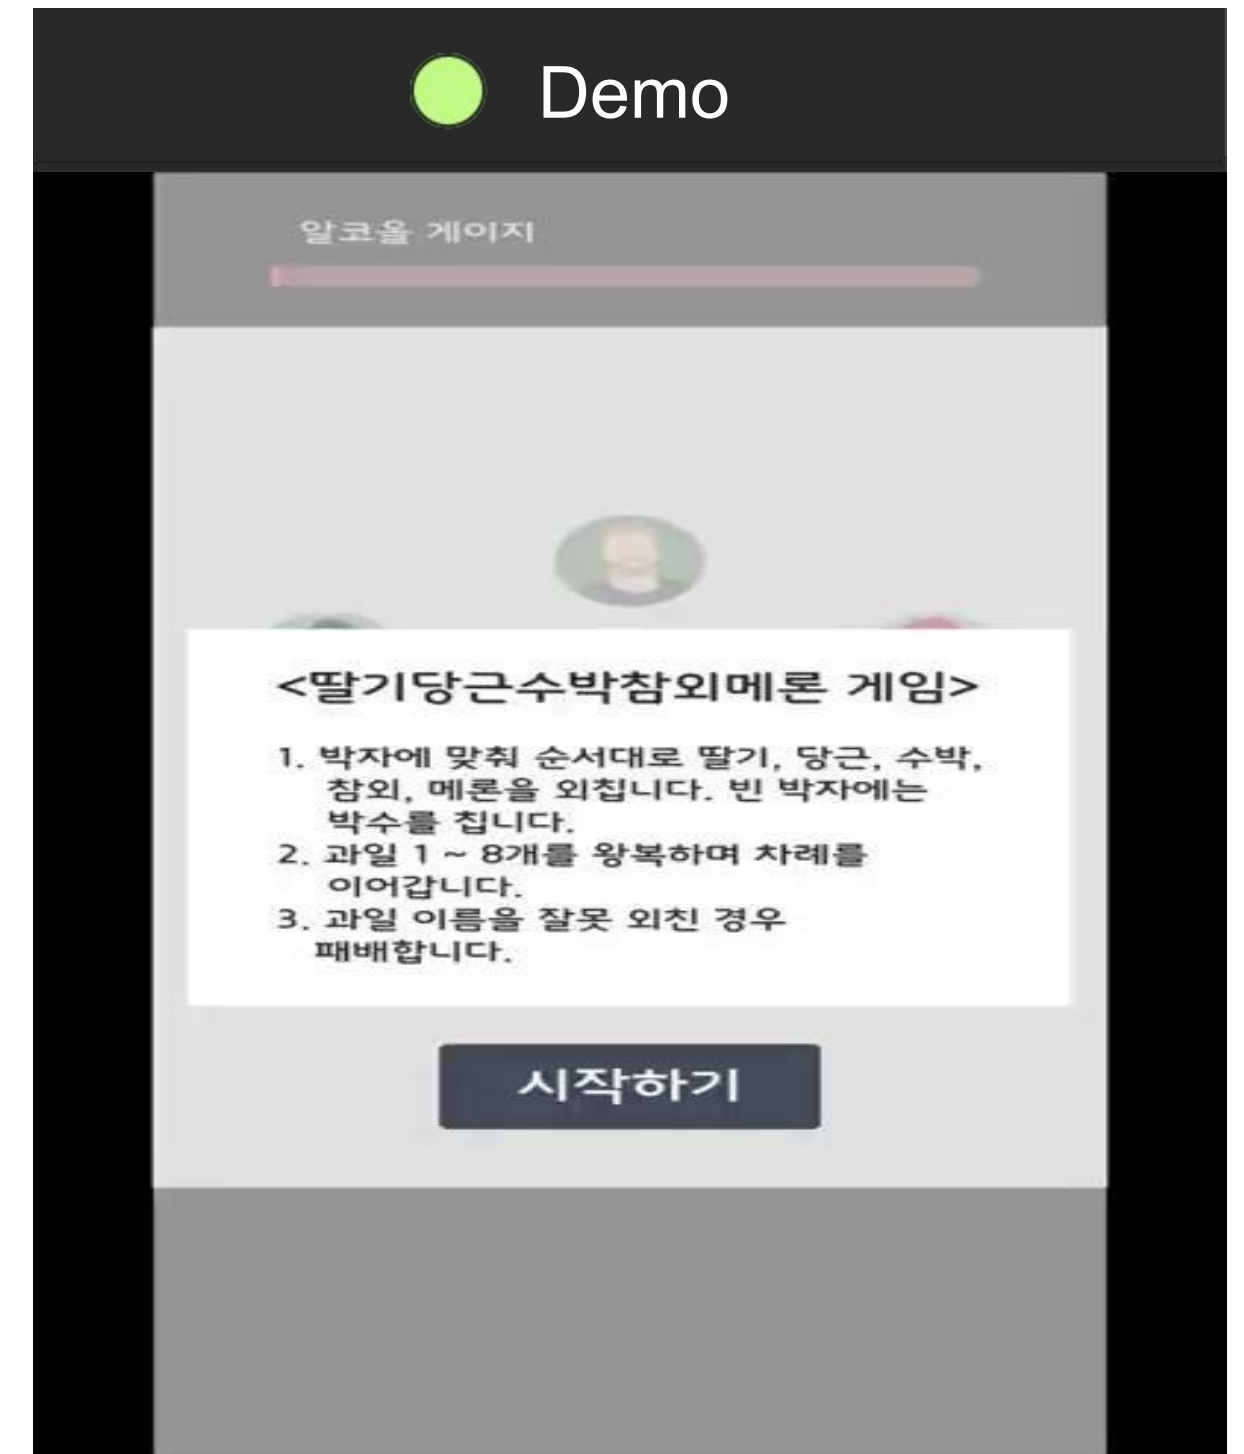 Demo
알코올 게이지
<딸기당근수박참외메론 게임>
1. 박자에 맞춰 순서대로 딸기, 당근, 수박,
참외, 메론을 외칩니다. 빈 박자에는
박수를 칩니다.
2. 과일 1 ~ 8개를 왕복하며 차례를
이어갑니다.
3. 과일 이름을 잘못 외친 경우
패배합니다.
시작하기